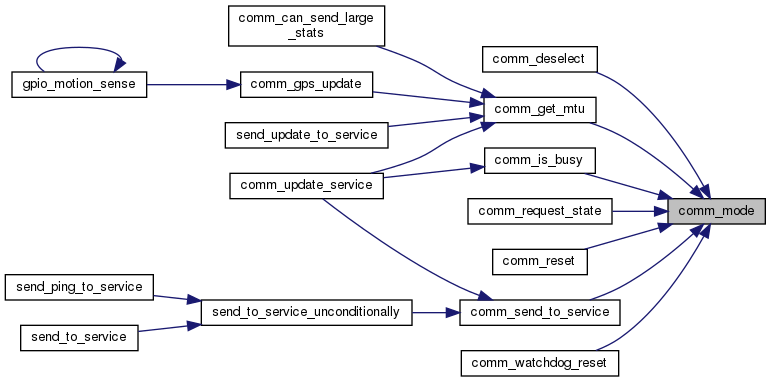 comm_can_send_large
_stats
comm_deselect
gpio_motion_sense
comm_gps_update
comm_get_mtu
send_update_to_service
comm_is_busy
comm_update_service
comm_request_state
comm_mode
comm_reset
send_ping_to_service
send_to_service_unconditionally
comm_send_to_service
send_to_service
comm_watchdog_reset